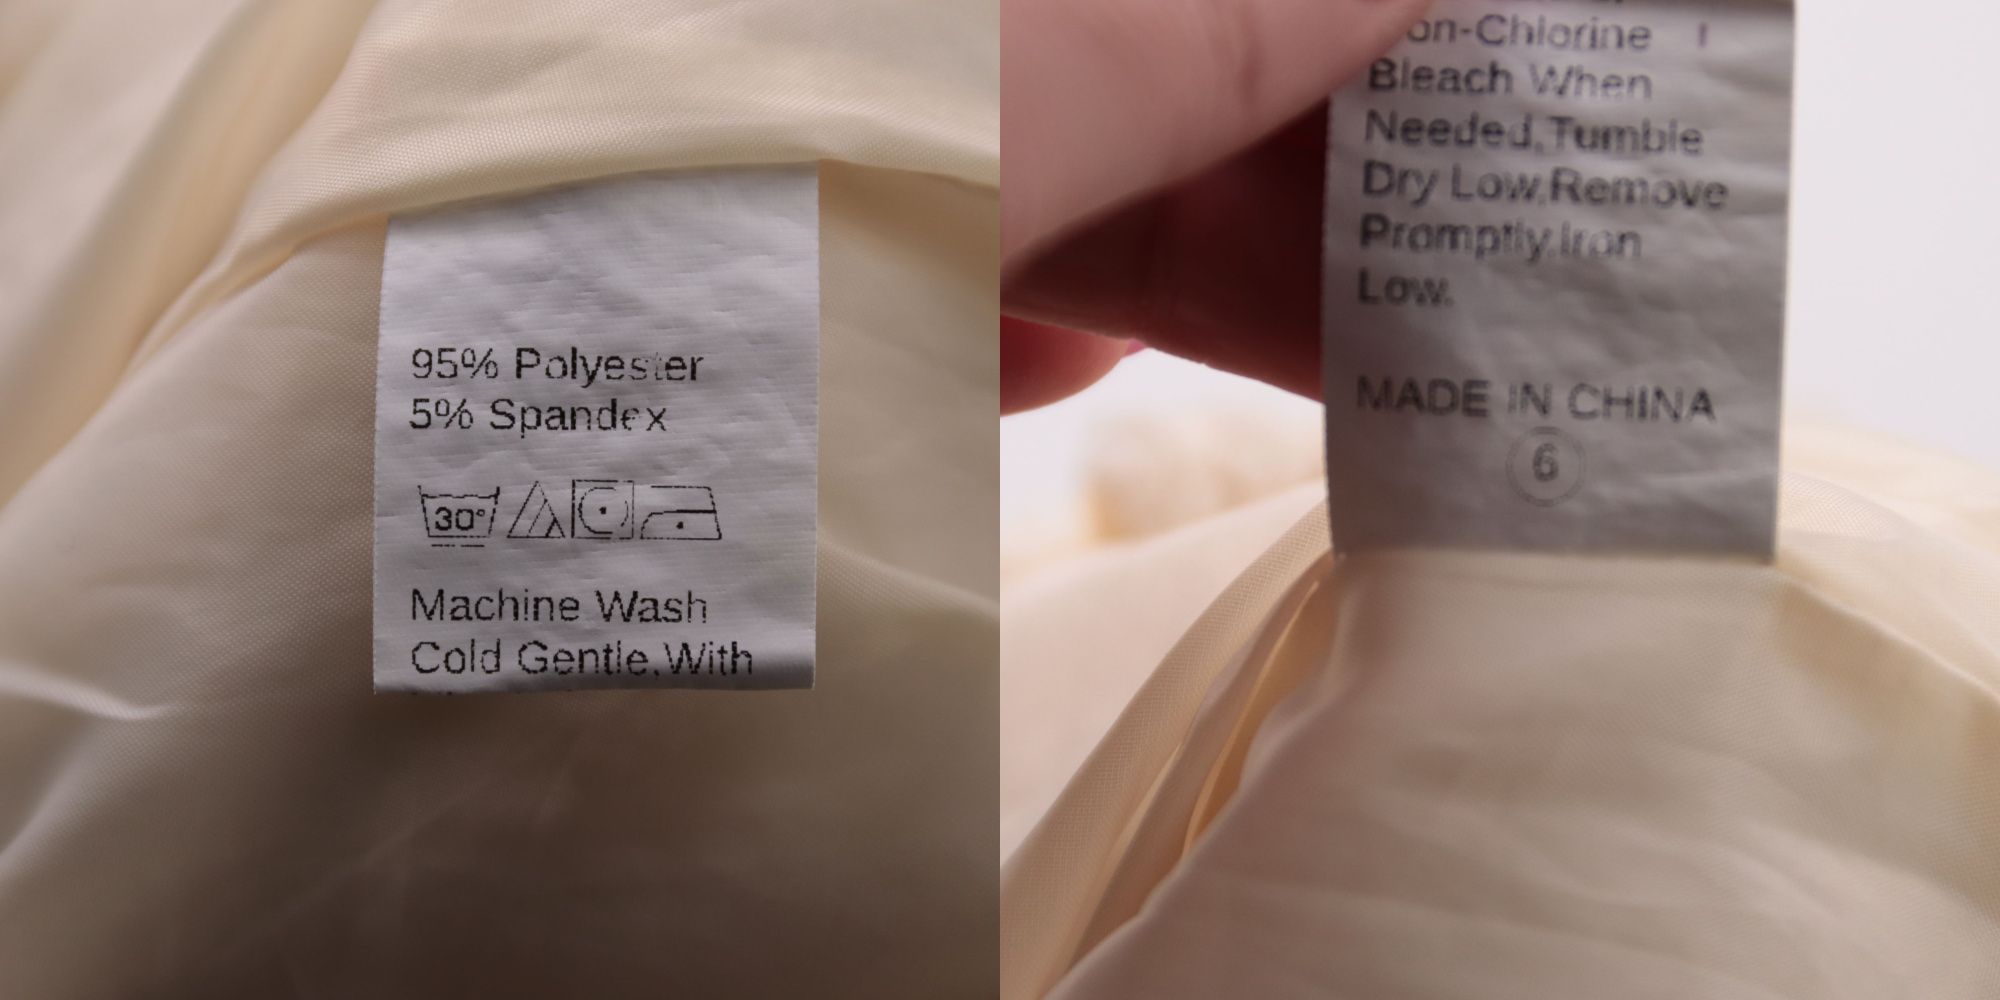 95% Polyester
5% Spandex
30°
Machine Wash
Cold Gentle,With
on-Chlorine
Bleach When
Needed,Tumble
Dry Low,Remove
Promptly,Iron
Low.
MADE IN CHINA
6